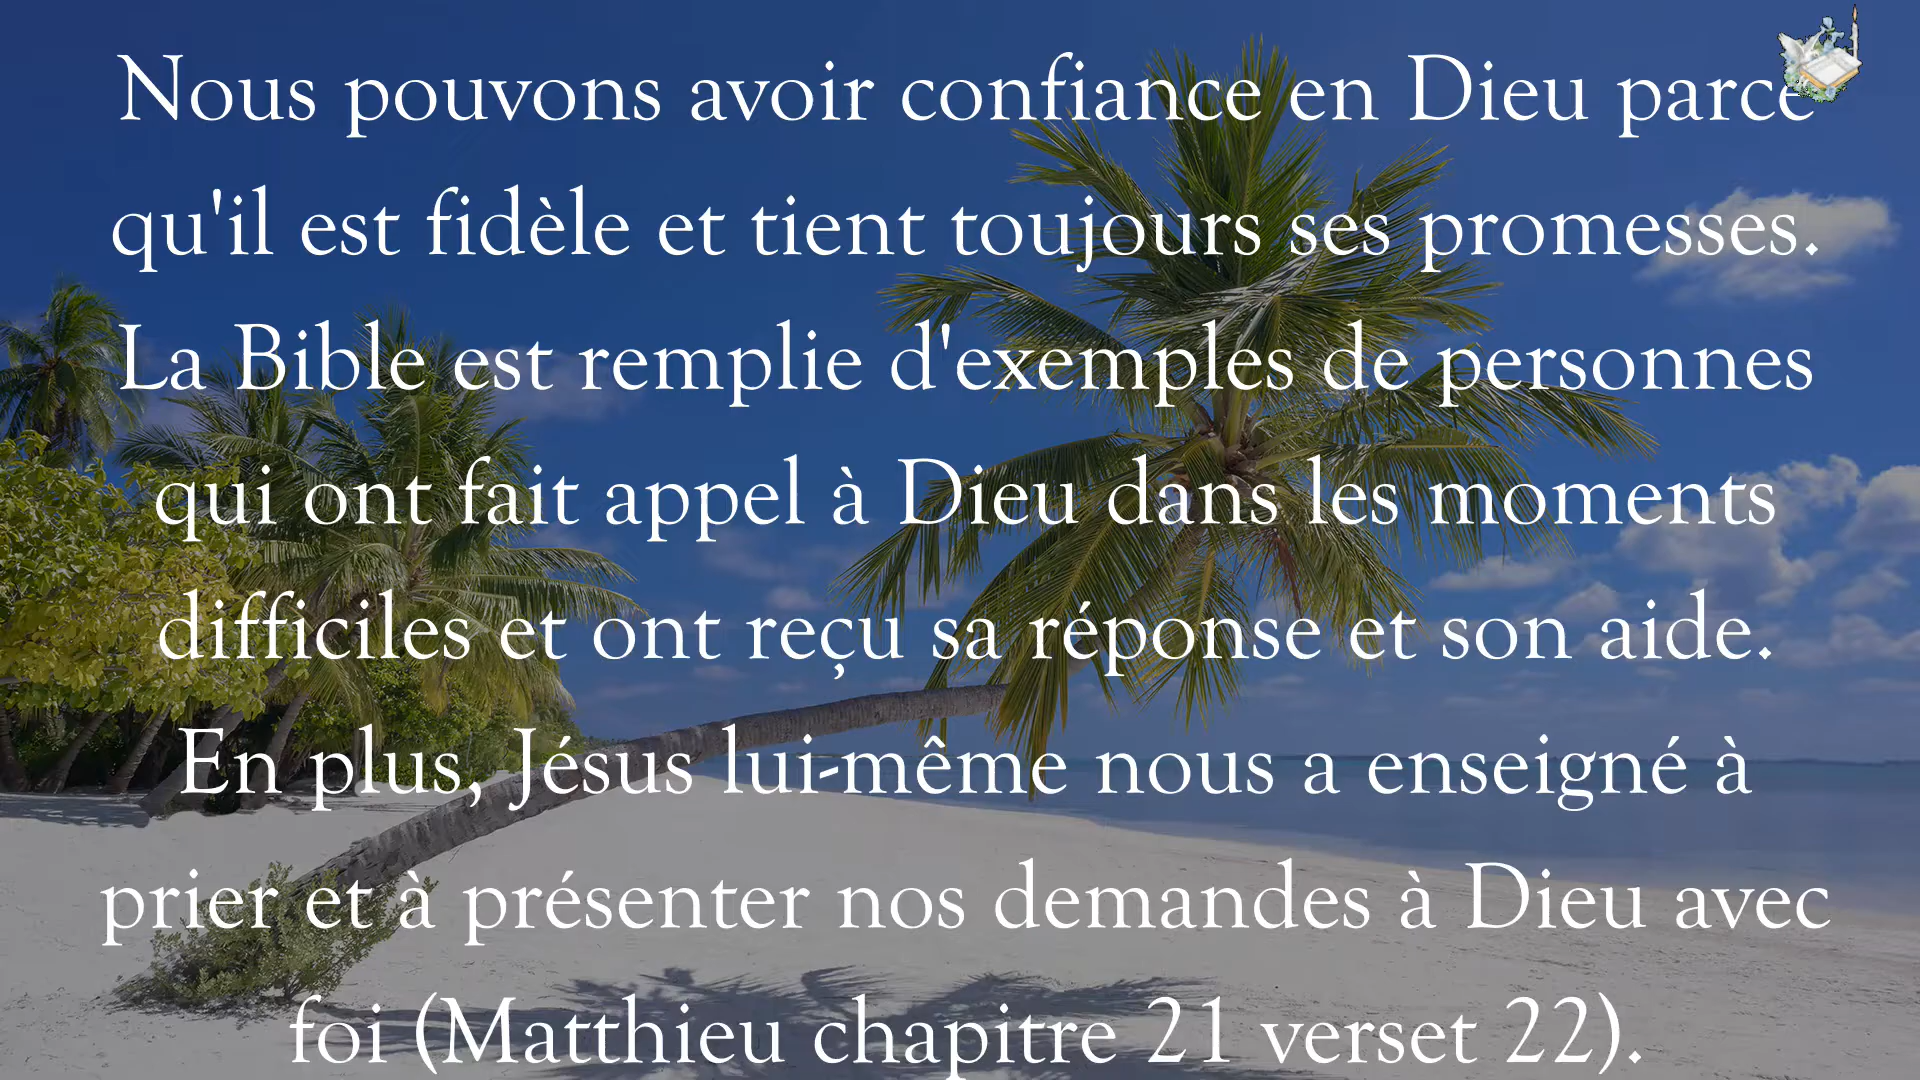 Nous pouvons avoir confiance en Dieu parce
qu'il est fidèle et tient toujours ses promesses.
La Bible est remplie d'exemples de personnes
qui ont fait appel à Dieu dans les moments
difficiles et ont reçu sa réponse et son aide.
En plus, Jésus lui-même nous a enseigné à
prier et à présenter nos demandes à Dieu avec
foi (Matthieu chapitre 21 verset 22).